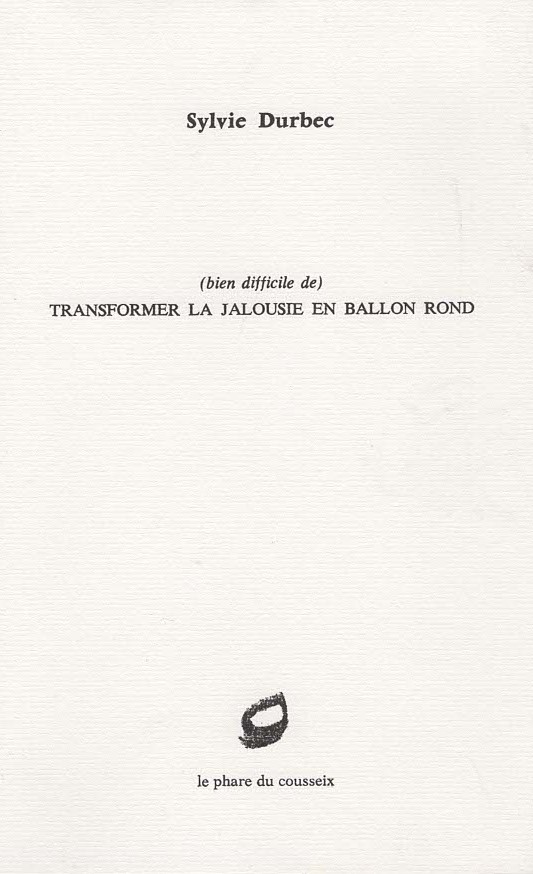 Sylvie Durbec
(bien difficile de)
TRANSFORMER LA JALOUSIE EN BALLON ROND
le phare du cousseix